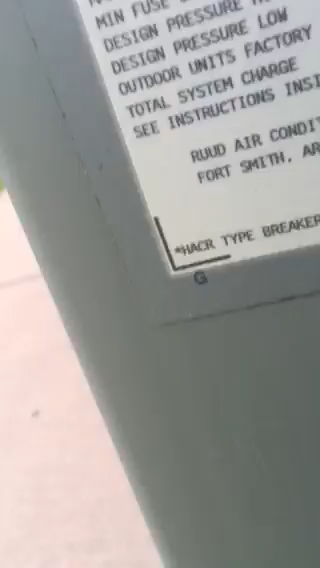 MIN FUSE
DESIGN PRESSURE
DESIGN PRESSURE LOW
OUTDOOR UNITS FACTORY
TOTAL SYSTEM CHARGE
SEE INSTRUCTIONS
RUUD AIR
FORT SMITH,
*HACR TYPE BREAKER
G